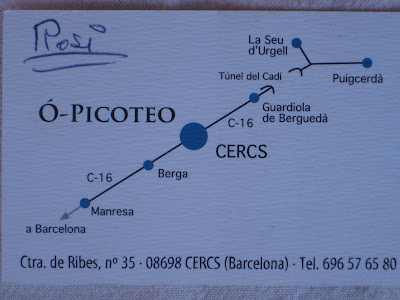 Rosi
La Seu
d'Urgell
Túnel del Cadí
Puigcerdà
Ó-PICOTEO
Guardiola
de Berguedà
C-16
CERCS
Berga
C-16
Manresa
a Barcelona
Ctra. de Ribes, nº 35 · 08698 CERCS (Barcelona) · Tel. 696 57 65 80